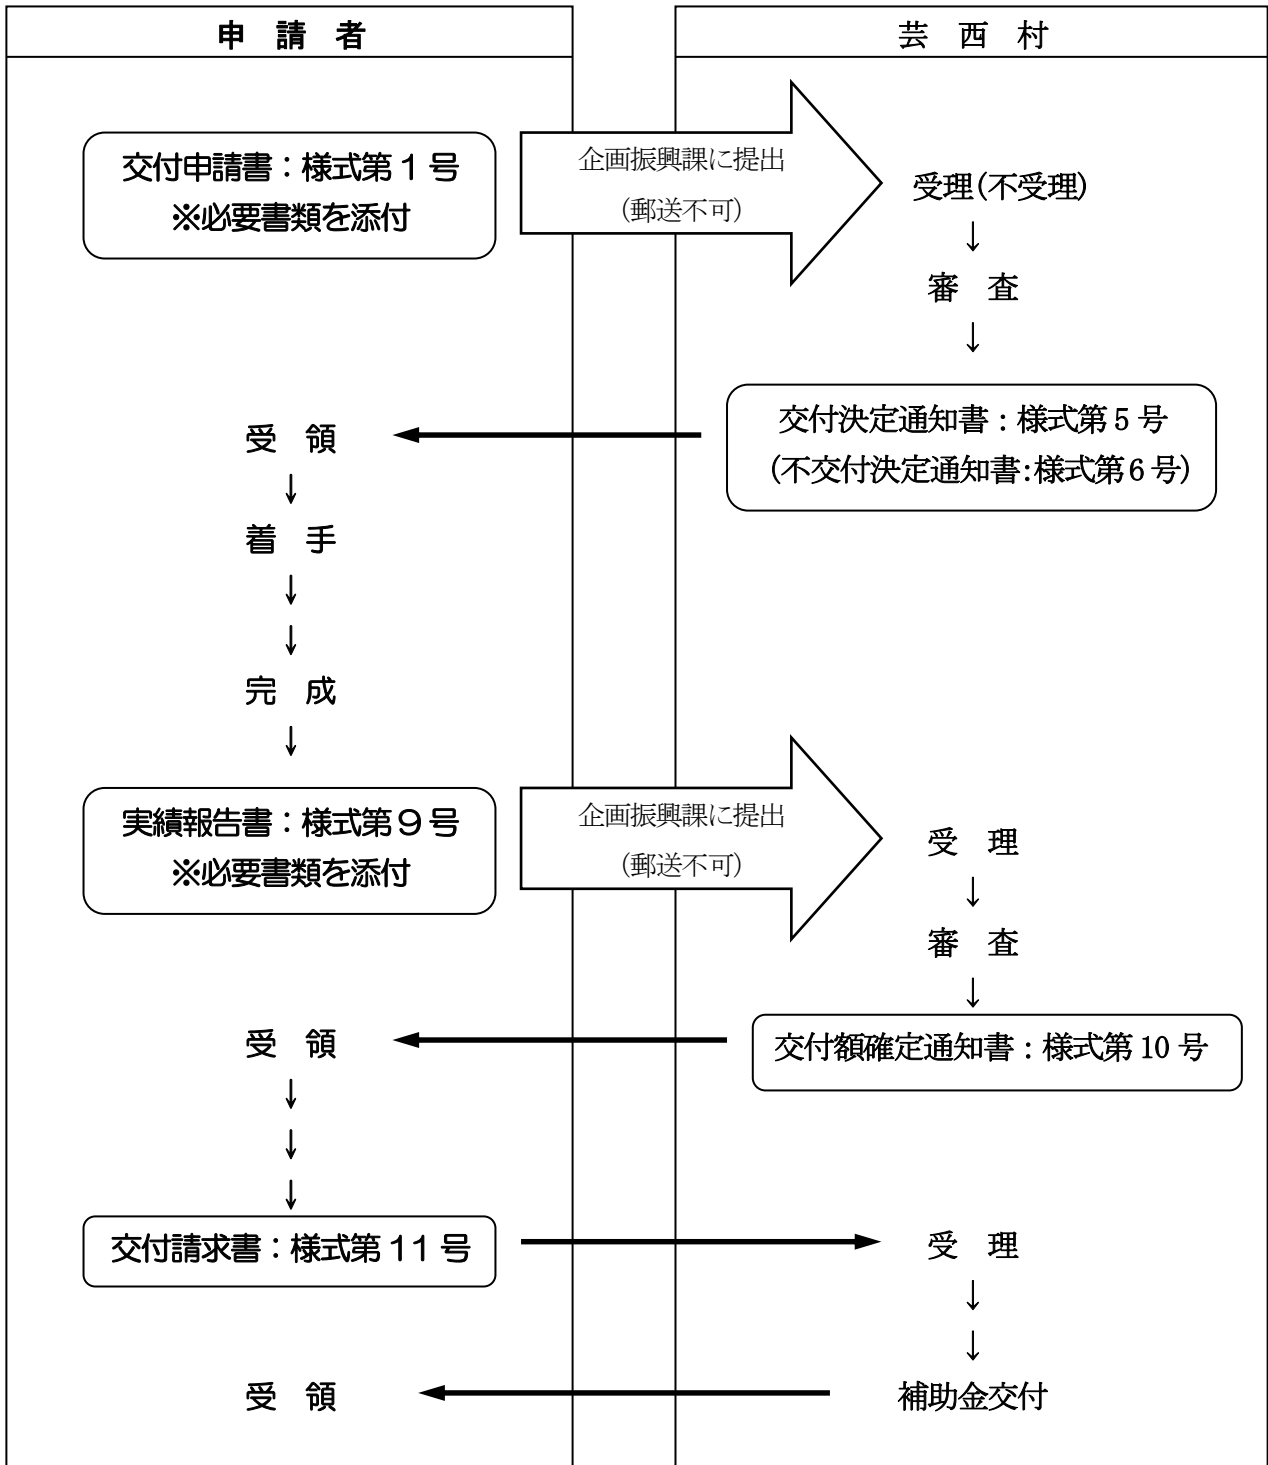 申　請　者
芸　西　村
交付申請書：様式第１号
※必要書類を添付
企画振興課に提出
（郵送不可）
受理（不受理）
↓
審　査
↓
交付決定通知書：様式第５号
（不交付決定通知書：様式第６号）
受　領
↓
着　手
↓
↓
完　成
↓
実績報告書：様式第９号
※必要書類を添付
企画振興課に提出
（郵送不可）
受　理
↓
審　査
↓
交付額確定通知書：様式第 10 号
受　領
↓
↓
↓
交付請求書：様式第 11 号
受　理
↓
↓
補助金交付
受　領